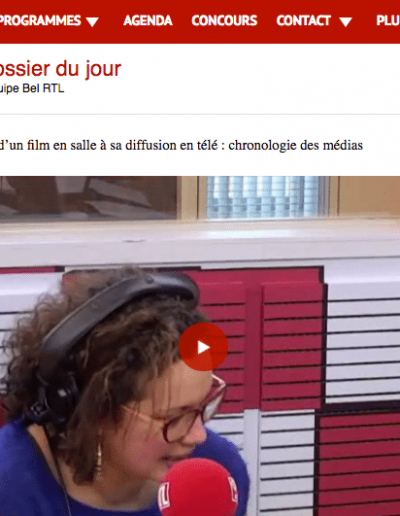 PROGRAMMES AGENDA CONCOURS CONTACT PLU
ossier du jour
uipe Bel RTL
d'un film en salle à sa diffusion en télé : chronologie des médias